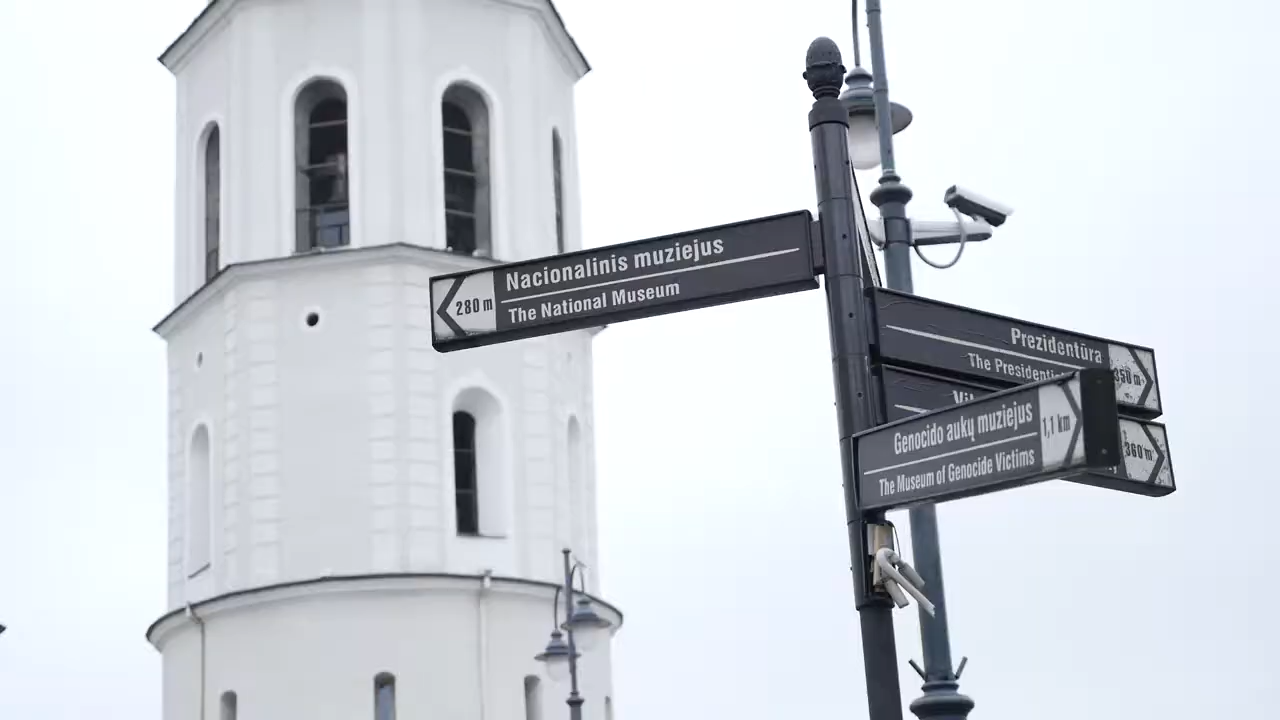 Nacionalinis muziejus
280 m
The National Museum
Prezidentūra
The
350 m
Genocido aukų muziejus
1,1 km
The Museum of Genocide Victims
360 m